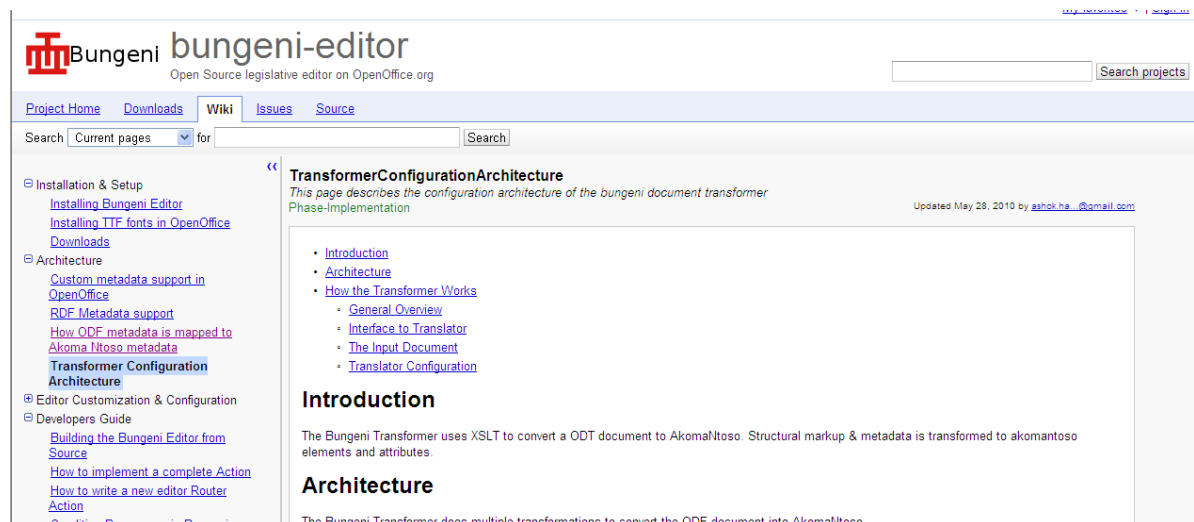 My favorites | Sign in
Bungeni bungeni-editor
Open Source legislative editor on OpenOffice.org
Search projects
Project Home Downloads Wiki Issues Source
Search Current pages for Search
Installation & Setup
Installing Bungeni Editor
Installing TTF fonts in OpenOffice
Downloads
Architecture
Custom metadata support in
OpenOffice
RDF Metadata support
How ODF metadata is mapped to
Akoma Ntoso metadata
Transformer Configuration
Architecture
Editor Customization & Configuration
Developers Guide
Building the Bungeni Editor from
Source
How to implement a complete Action
How to write a new editor Router
Action
TransformerConfigurationArchitecture
This page describes the configuration architecture of the bungeni document transformer
Phase-Implementation
Updated May 28, 2010 by ashok.ha...@gmail.com
• Introduction
• Architecture
• How the Transformer Works
◦ General Overview
◦ Interface to Translator
◦ The Input Document
◦ Translator Configuration
Introduction
The Bungeni Transformer uses XSLT to convert a ODT document to AkomaNtoso. Structural markup & metadata is transformed to akomantoso
elements and attributes.
Architecture
The Bungeni Transformer does multiple transformations to convert the ODF document into AkomaNtoso